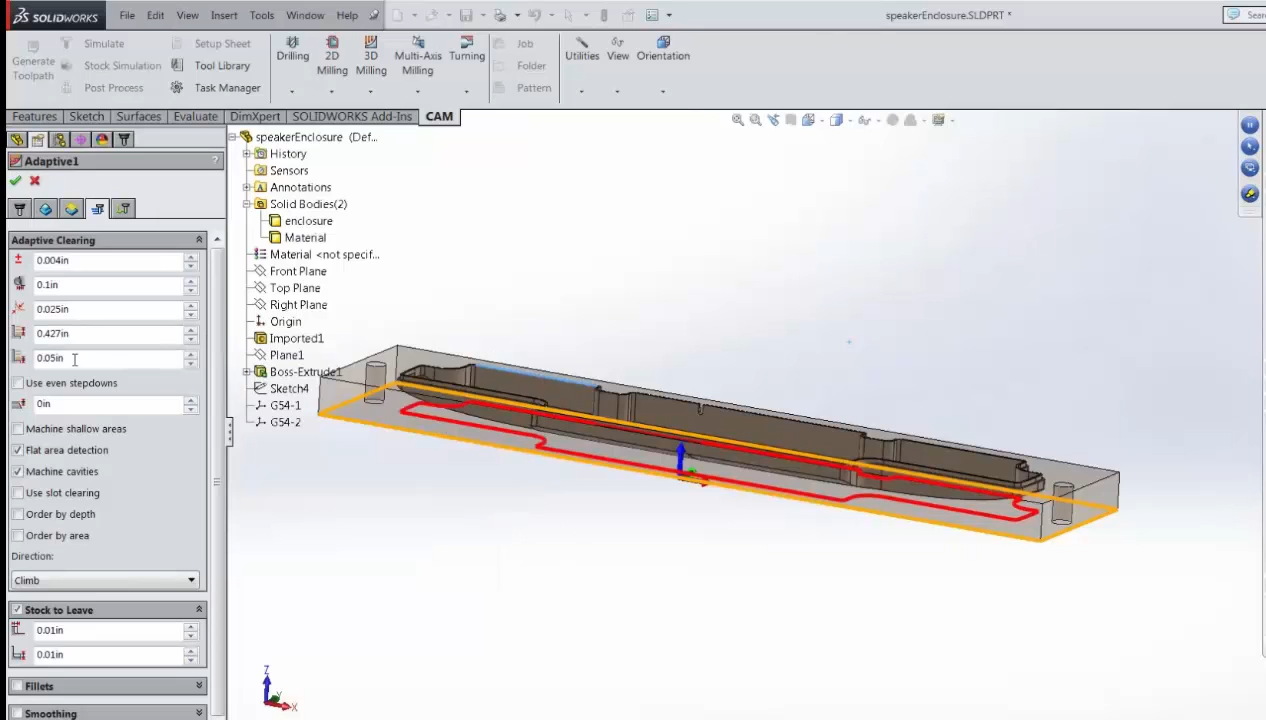 SOLIDWORKS File Edit View Insert Tools Window Help speakerEnclosure.SLDPRT *
Generate Toolpath
Simulate Setup Sheet
Stock Simulation Tool Library
Post Process Task Manager
Drilling
2D Milling
3D Milling
Multi-Axis Milling
Turning
Job
Folder
Pattern
Utilities View Orientation
Features Sketch Surfaces Evaluate DimXpert SOLIDWORKS Add-Ins CAM
Adaptive1 ?
Adaptive Clearing
0.004in
0.1in
0.025in
0.427in
0.05in
Use even stepdowns
0in
Machine shallow areas
Flat area detection
Machine cavities
Use slot clearing
Order by depth
Order by area
Direction:
Climb
Stock to Leave
0.01in
0.01in
Fillets
Smoothing
speakerEnclosure (Def...
History
Sensors
Annotations
Solid Bodies(2)
enclosure
Material
Material <not specif...
Front Plane
Top Plane
Right Plane
Origin
Imported1
Plane1
Boss-Extrude1
Sketch4
G54-1
G54-2
Z
Y
X